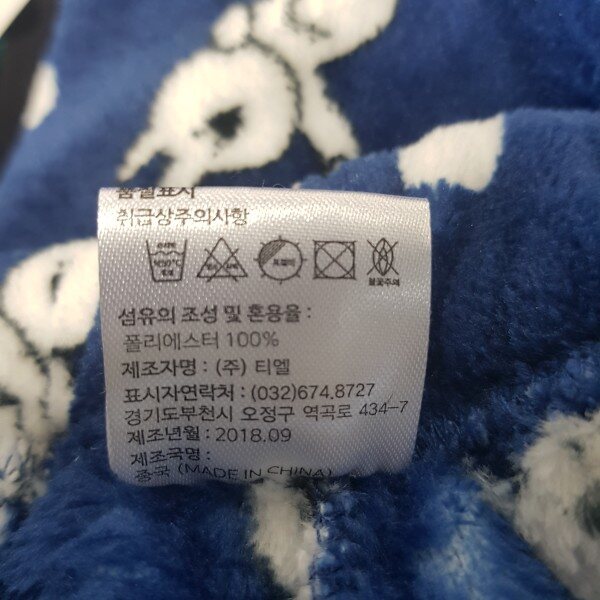 품질표시
취급상주의사항
섬유의 조성 및 혼용율 :
폴리에스터 100%
제조자명 : (주) 티엘
표시자연락처 : (032)674.8727
경기도부천시 오정구 역곡로 434-7
제조년월 : 2018.09
제조국명 :
중국 (MADE IN CHINA)